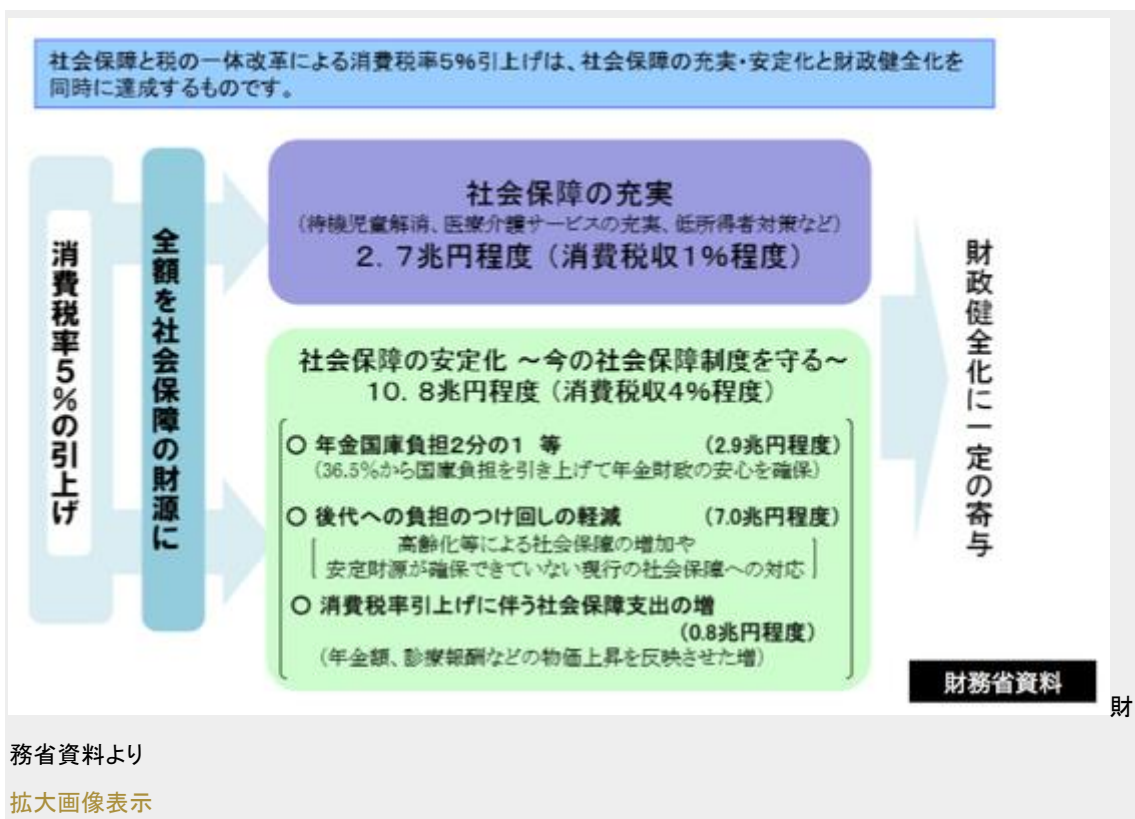 社会保障と税の一体改革による消費税率5%引上げは、社会保障の充実・安定化と財政健全化を
同時に達成するものです。
消費税率5%の引上げ
全額を社会保障の財源に
社会保障の充実
(待機児童解消、医療介護サービスの充実、低所得者対策など)
2.7兆円程度(消費税収1%程度)
社会保障の安定化 ~今の社会保障制度を守る~
10.8兆円程度(消費税収4%程度)
○ 年金国庫負担2分の1 等 (2.9兆円程度)
(36.5%から国庫負担を引き上げて年金財政の安心を確保)
○ 後代への負担のつけ回しの軽減 (7.0兆円程度)
高齢化等による社会保障の増加や
安定財源が確保できていない現行の社会保障への対応
○ 消費税率引上げに伴う社会保障支出の増
(0.8兆円程度)
(年金額、診療報酬などの物価上昇を反映させた増)
財政健全化に一定の寄与
財務省資料
財
務省資料より
拡大画像表示